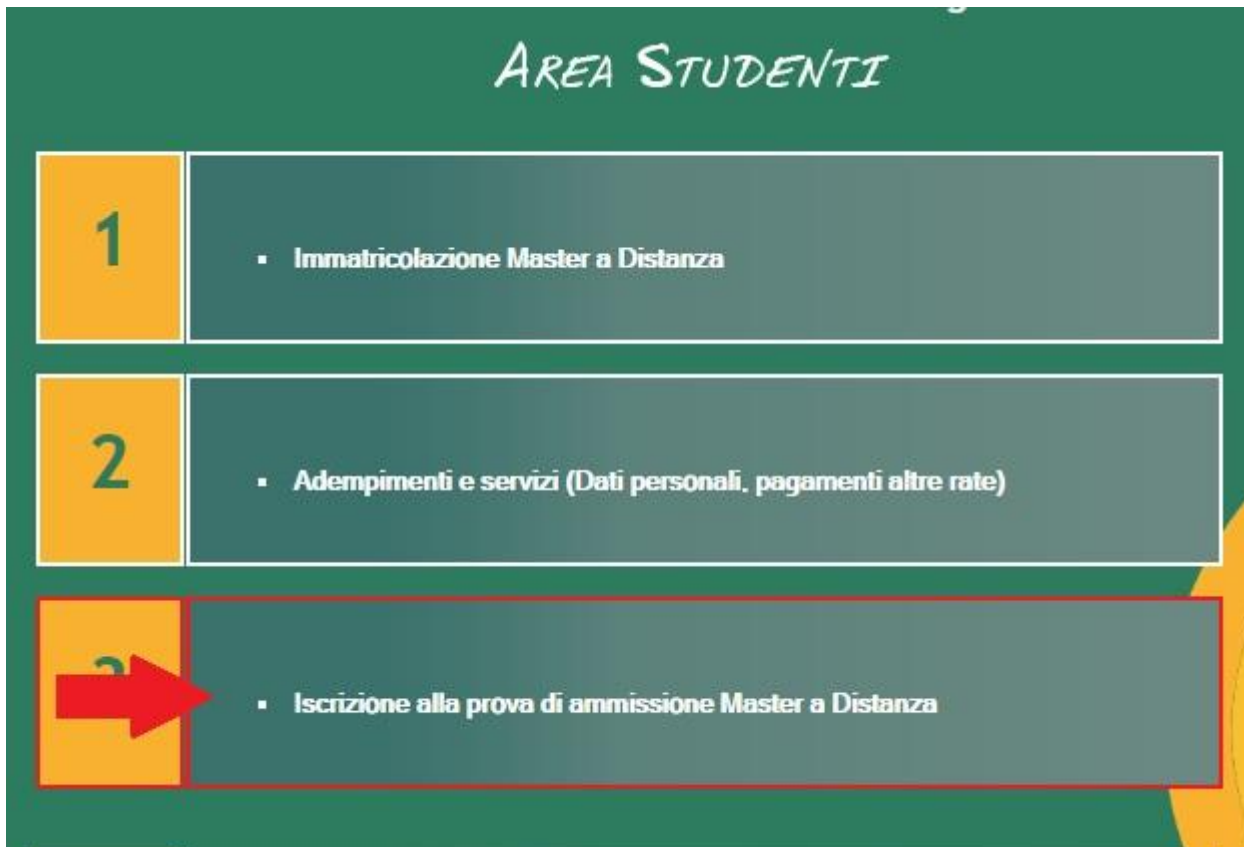 AREA STUDENTI
1
Immatricolazione Master a Distanza
2
Adempimenti e servizi (Dati personali, pagamenti altre rate)
Iscrizione alla prova di ammissione Master a Distanza